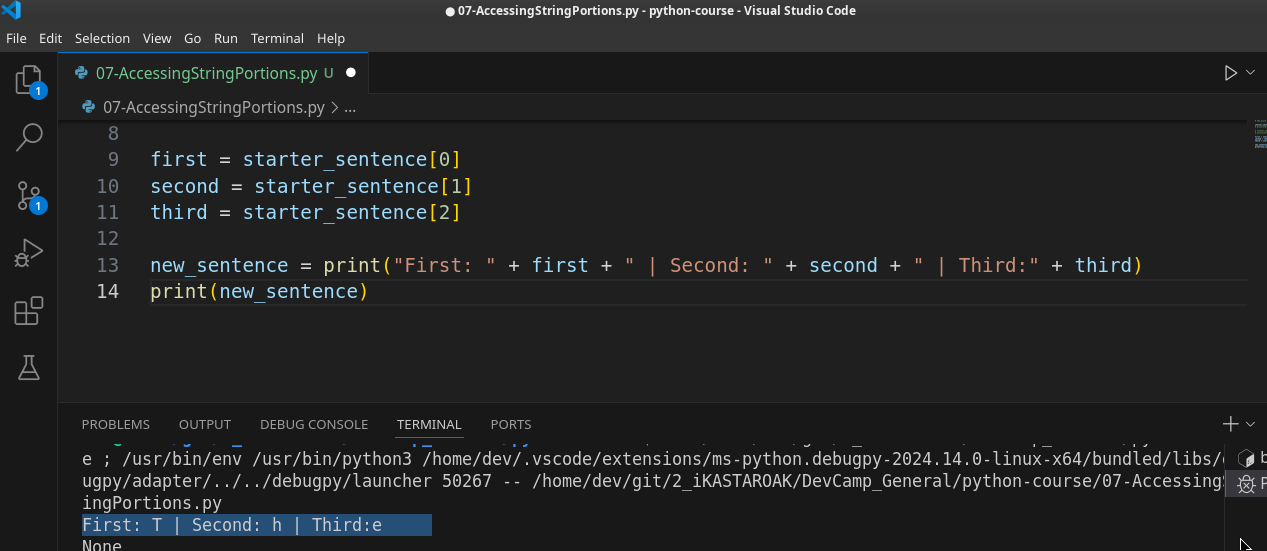 07-AccessingStringPortions.py - python-course - Visual Studio Code
File Edit Selection View Go Run Terminal Help
07-AccessingStringPortions.py U
1
07-AccessingStringPortions.py > ...
8
9 first = starter_sentence[0]
10 second = starter_sentence[1]
1
11 third = starter_sentence[2]
12
13 new_sentence = print("First: " + first + " | Second: " + second + " | Third:" + third)
14 print(new_sentence)
PROBLEMS OUTPUT DEBUG CONSOLE TERMINAL PORTS
e ; /usr/bin/env /usr/bin/python3 /home/dev/.vscode/extensions/ms-python.debugpy-2024.14.0-linux-x64/bundled/libs/
ugpy/adapter/../../debugpy/launcher 50267 -- /home/dev/git/2_iKASTAROAK/DevCamp_General/python-course/07-Accessing
ingPortions.py
First: T | Second: h | Third:e
None